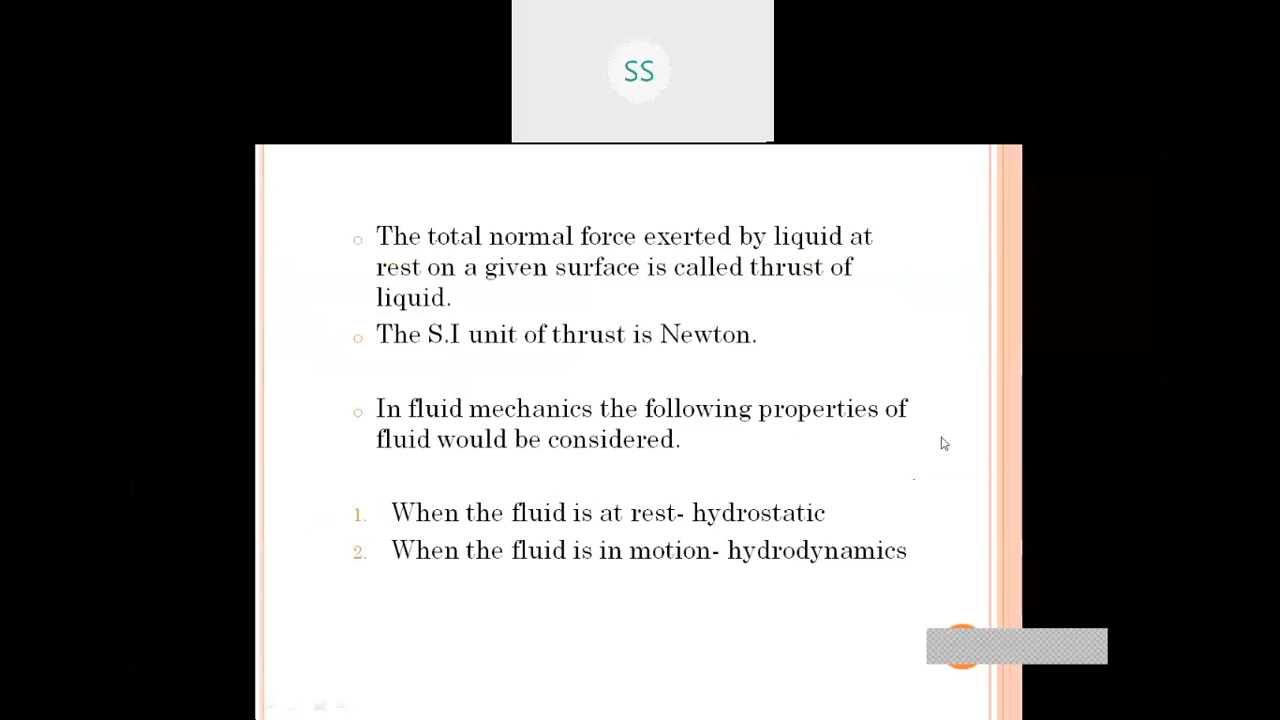 SS
The total normal force exerted by liquid at
rest on a given surface is called thrust of
liquid.
The S.I unit of thrust is Newton.
In fluid mechanics the following properties of
fluid would be considered.
1. When the fluid is at rest- hydrostatic
2. When the fluid is in motion- hydrodynamics